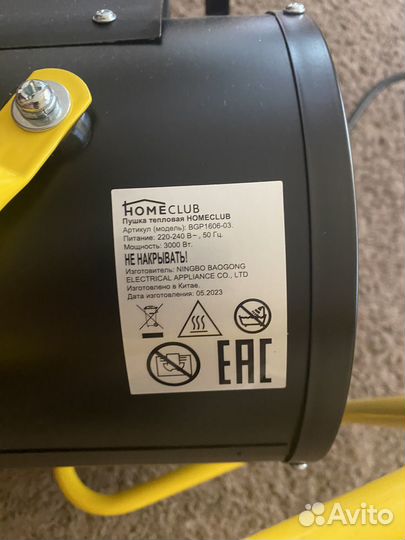 HOMECLUB
Пушка тепловая HOMECLUB
Артикул (модель): BGP1606-03.
Питание: 220-240 В~, 50 Гц.
Мощность: 3000 Вт.
НЕ НАКРЫВАТЬ!
Изготовитель: NINGBO BAOGONG
ELECTRICAL APPLIANCE CO., LTD
Изготовлено в Китае.
Дата изготовления: 05.2023
EAC
Avito